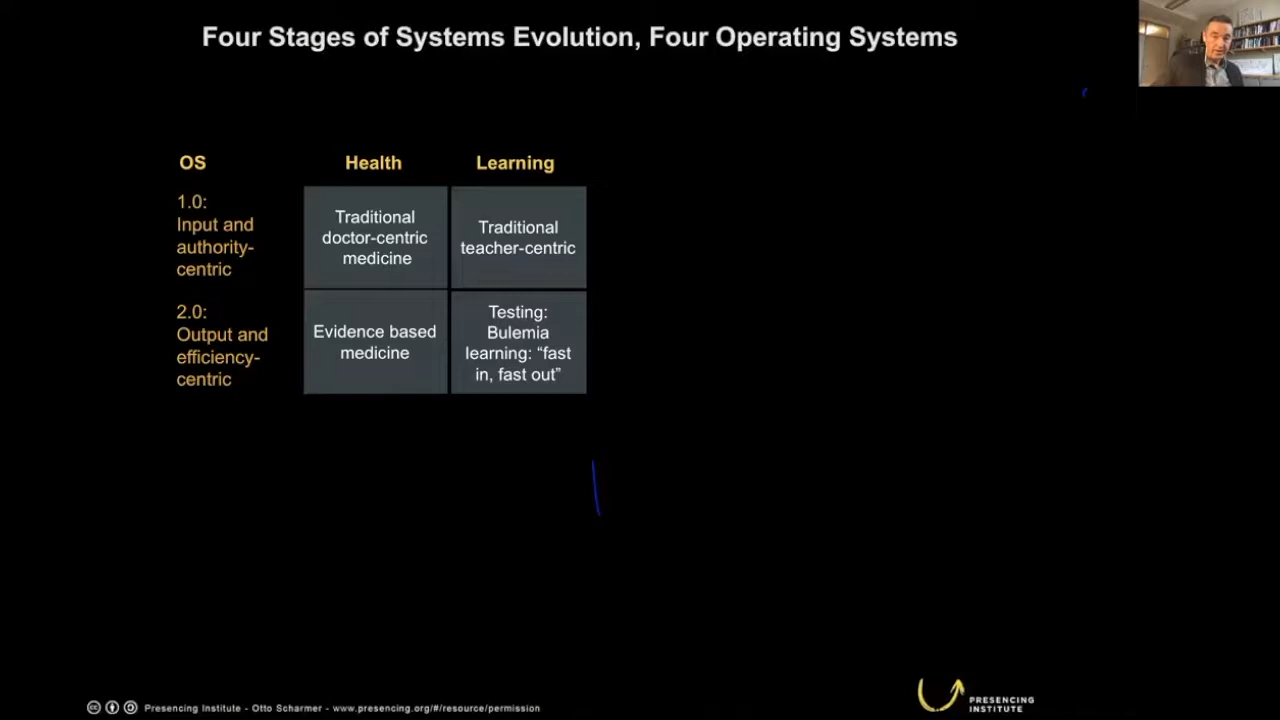 Four Stages of Systems Evolution, Four Operating Systems
OS
Health
Learning
1.0:
Input and
authority-
centric
Traditional
doctor-centric
medicine
Traditional
teacher-centric
2.0:
Output and
efficiency-
centric
Evidence based
medicine
Testing:
Bulemia
learning: “fast
in, fast out”
Presencing Institute - Otto Scharmer - www.presencing.org/#/resource/permission
PRESENCING
INSTITUTE